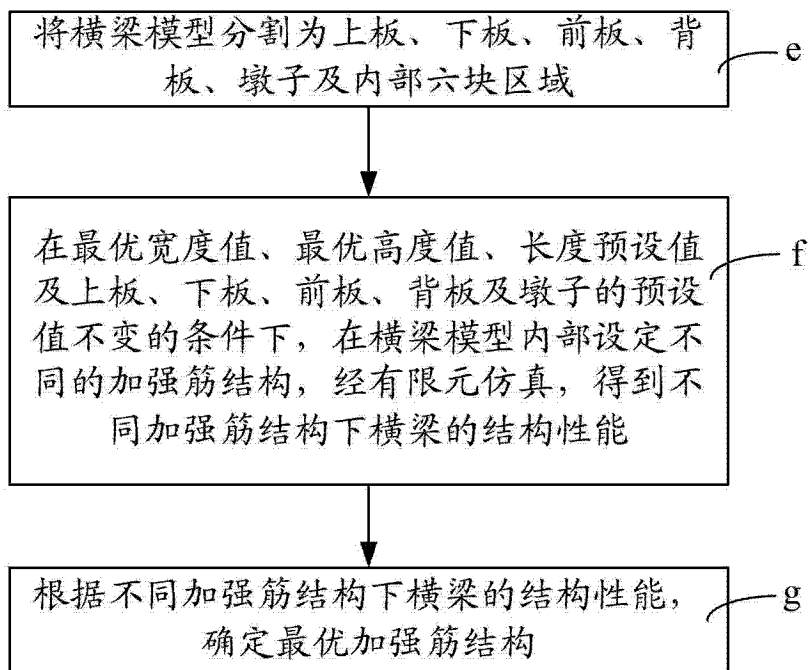 将横梁模型分割为上板、下板、前板、背
板、墩子及内部六块区域
e
在最优宽度值、最优高度值、长度预设值
及上板、下板、前板、背板及墩子的预设
值不变的条件下，在横梁模型内部设定不
同的加强筋结构，经有限元仿真，得到不
同加强筋结构下横梁的结构性能
f
根据不同加强筋结构下横梁的结构性能，
确定最优加强筋结构
g